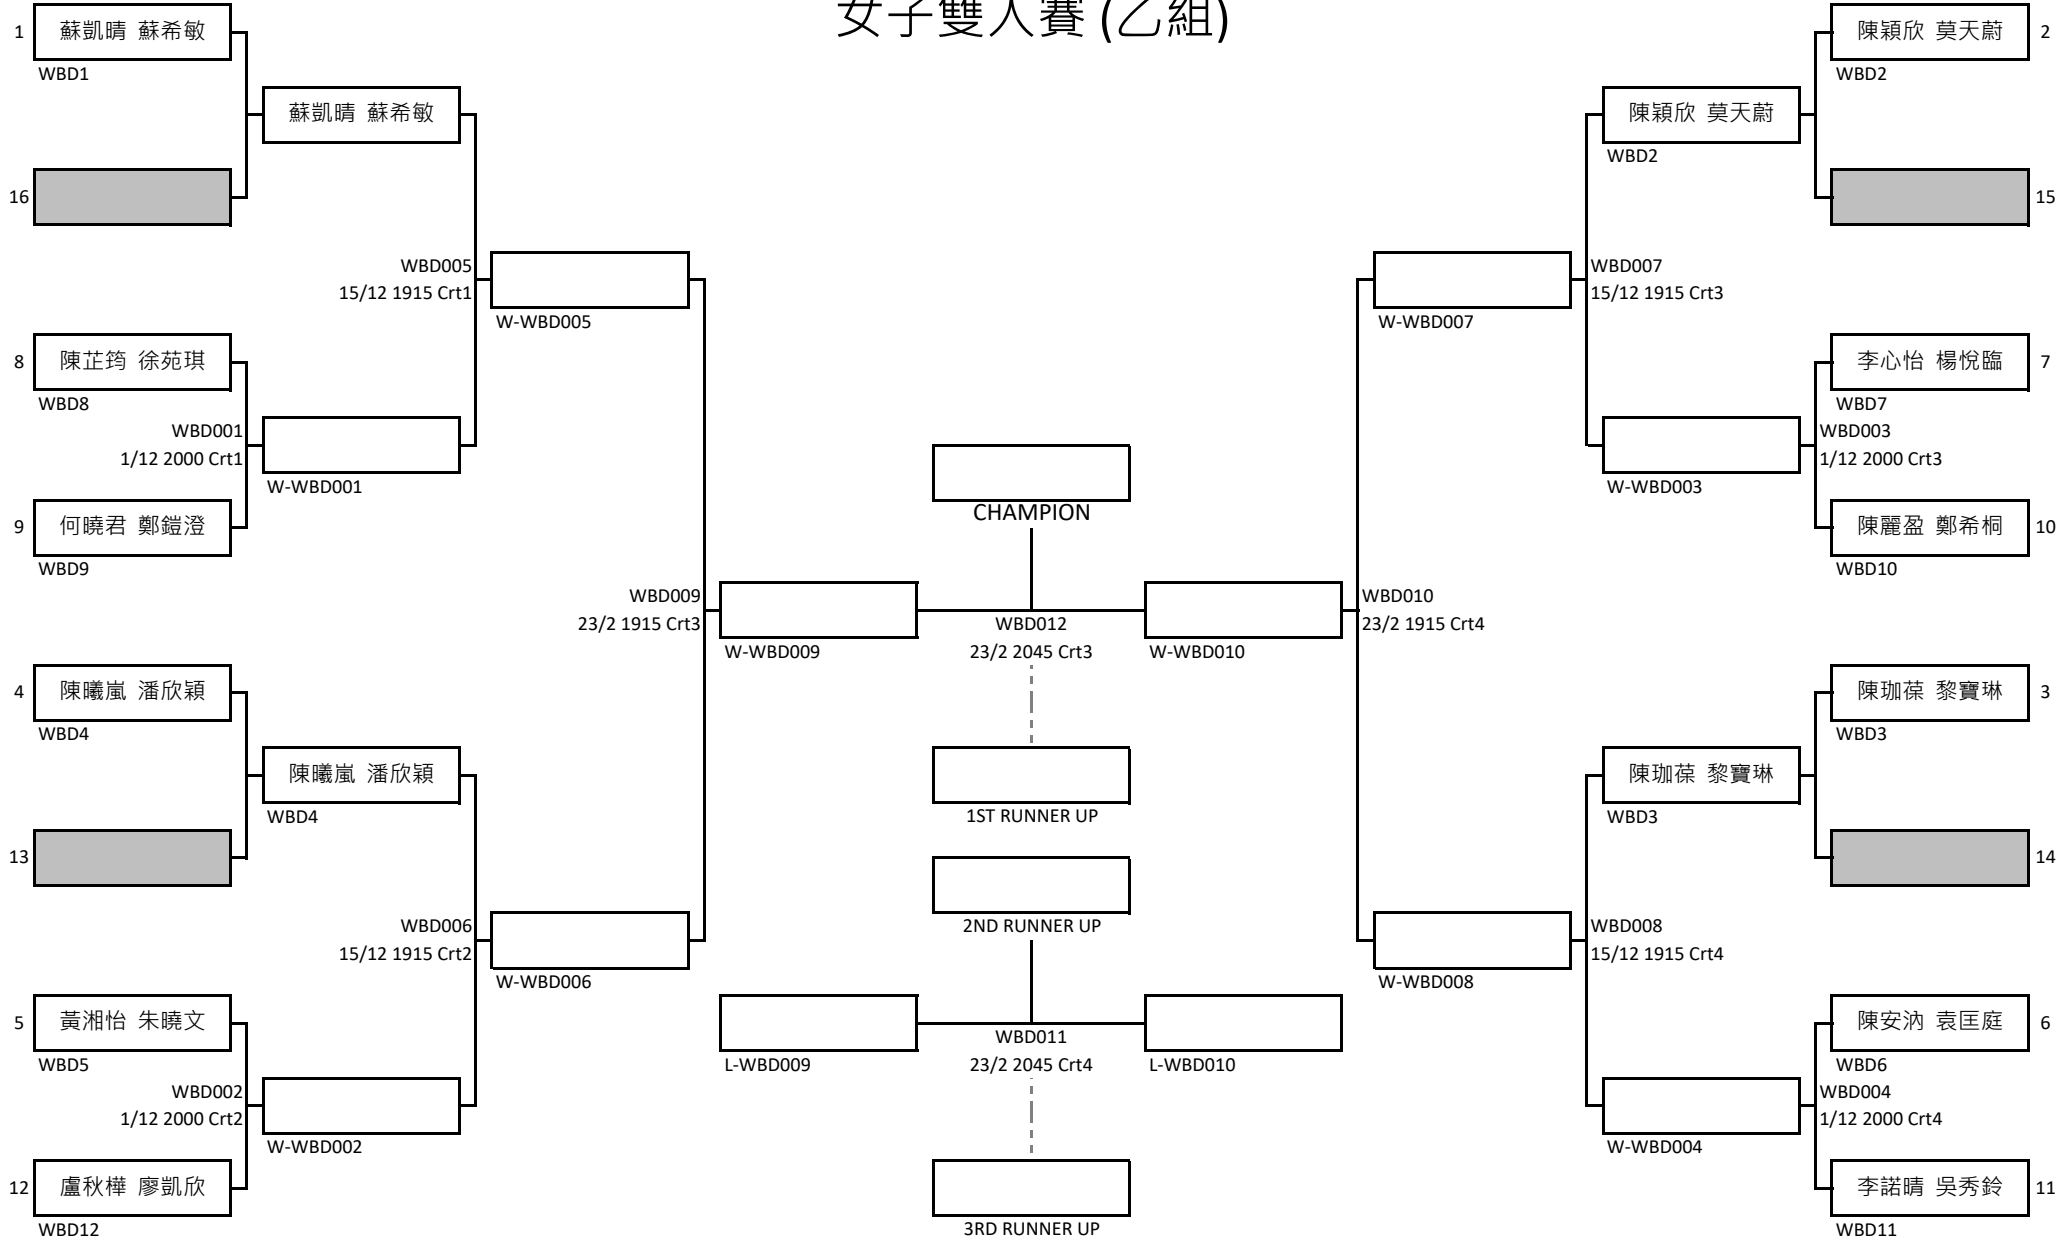 女子雙人賽 (乙組)
1
蘇凱晴 蘇希敏
WBD1
蘇凱晴 蘇希敏
16
WBD005
15/12 1915 Crt1
W-WBD005
8
陳芷筠 徐苑琪
WBD8
WBD001
1/12 2000 Crt1
W-WBD001
9
何曉君 鄭鎧澄
WBD9
WBD009
23/2 1915 Crt3
W-WBD009
4
陳曦嵐 潘欣穎
WBD4
陳曦嵐 潘欣穎
WBD4
13
WBD006
15/12 1915 Crt2
W-WBD006
5
黃湘怡 朱曉文
WBD5
WBD002
1/12 2000 Crt2
W-WBD002
12
盧秋樺 廖凱欣
WBD12
CHAMPION
WBD012
23/2 2045 Crt3
1ST RUNNER UP
2ND RUNNER UP
L-WBD009
WBD011
23/2 2045 Crt4
L-WBD010
3RD RUNNER UP
陳穎欣 莫天蔚
2
WBD2
陳穎欣 莫天蔚
WBD2
15
W-WBD007
WBD007
15/12 1915 Crt3
李心怡 楊悅臨
7
WBD7
WBD003
1/12 2000 Crt3
W-WBD003
陳麗盈 鄭希桐
10
WBD10
WBD010
23/2 1915 Crt4
W-WBD010
陳珈葆 黎寶琳
3
WBD3
陳珈葆 黎寶琳
WBD3
14
WBD008
15/12 1915 Crt4
W-WBD008
陳安汭 袁匡庭
6
WBD6
WBD004
1/12 2000 Crt4
W-WBD004
李諾晴 吳秀鈴
11
WBD11